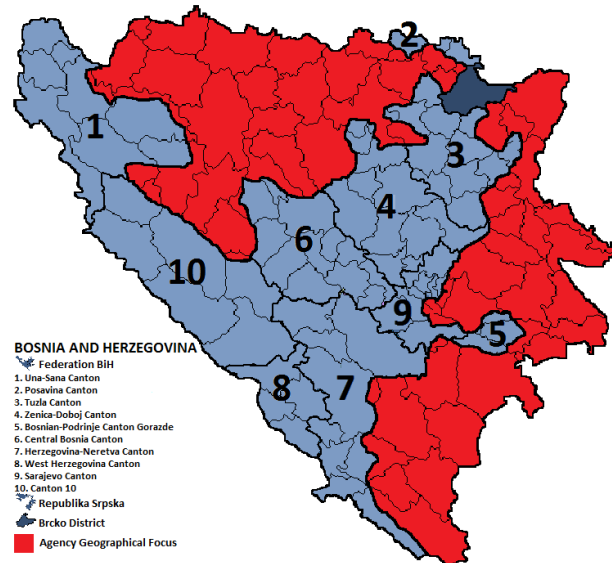 2
1
3
4
6
10
9
5
8
7
BOSNIA AND HERZEGOVINA
Federation BiH
1. Una-Sana Canton
2. Posavina Canton
3. Tuzla Canton
4. Zenica-Doboj Canton
5. Bosnian-Podrinje Canton Gorazde
6. Central Bosnia Canton
7. Herzegovina-Neretva Canton
8. West Herzegovina Canton
9. Sarajevo Canton
10. Canton 10
Republika Srpska
Brcko District
Agency Geographical Focus